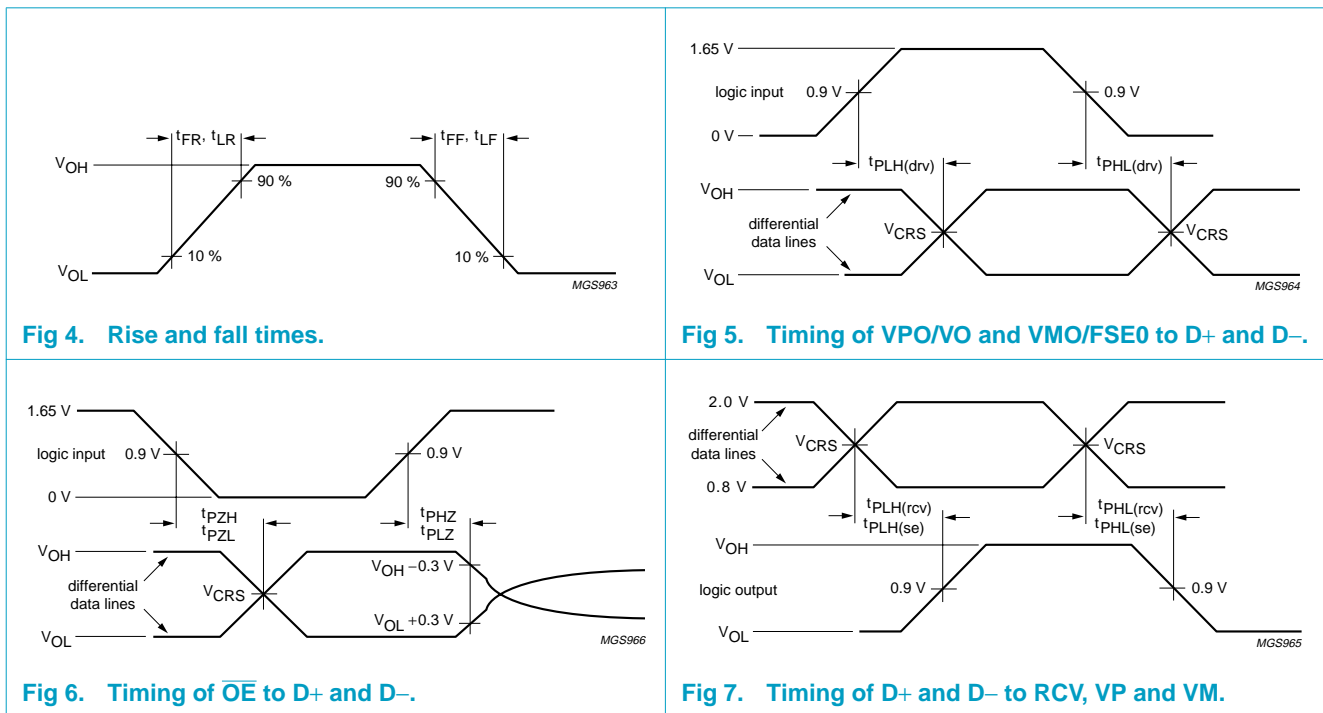 tFR, tLR
tFF, tLF
VOH
90 %
90 %
10 %
10 %
VOL
MGS963
Fig 4. Rise and fall times.
1.65 V
logic input
0.9 V
0.9 V
0 V
tPLH(drv)
tPHL(drv)
VOH
differential
data lines
VCRS
VCRS
VOL
MGS964
Fig 5. Timing of VPO/VO and VMO/FSE0 to D+ and D−.
1.65 V
logic input
0.9 V
0.9 V
0 V
tPZH
tPZL
tPHZ
tPLZ
VOH
differential
data lines
VCRS
VOH −0.3 V
VOL +0.3 V
VOL
MGS966
Fig 6. Timing of O̅E̅ to D+ and D−.
2.0 V
differential
data lines
VCRS
VCRS
0.8 V
tPLH(rcv)
tPLH(se)
tPHL(rcv)
tPHL(se)
VOH
logic output
0.9 V
0.9 V
VOL
MGS965
Fig 7. Timing of D+ and D− to RCV, VP and VM.